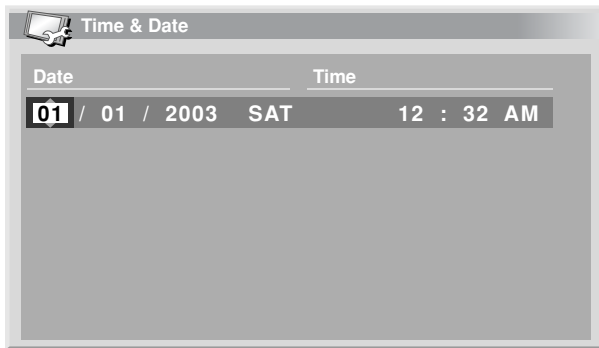 Time & Date
Date Time
01 / 01 / 2003 SAT 12 : 32 AM